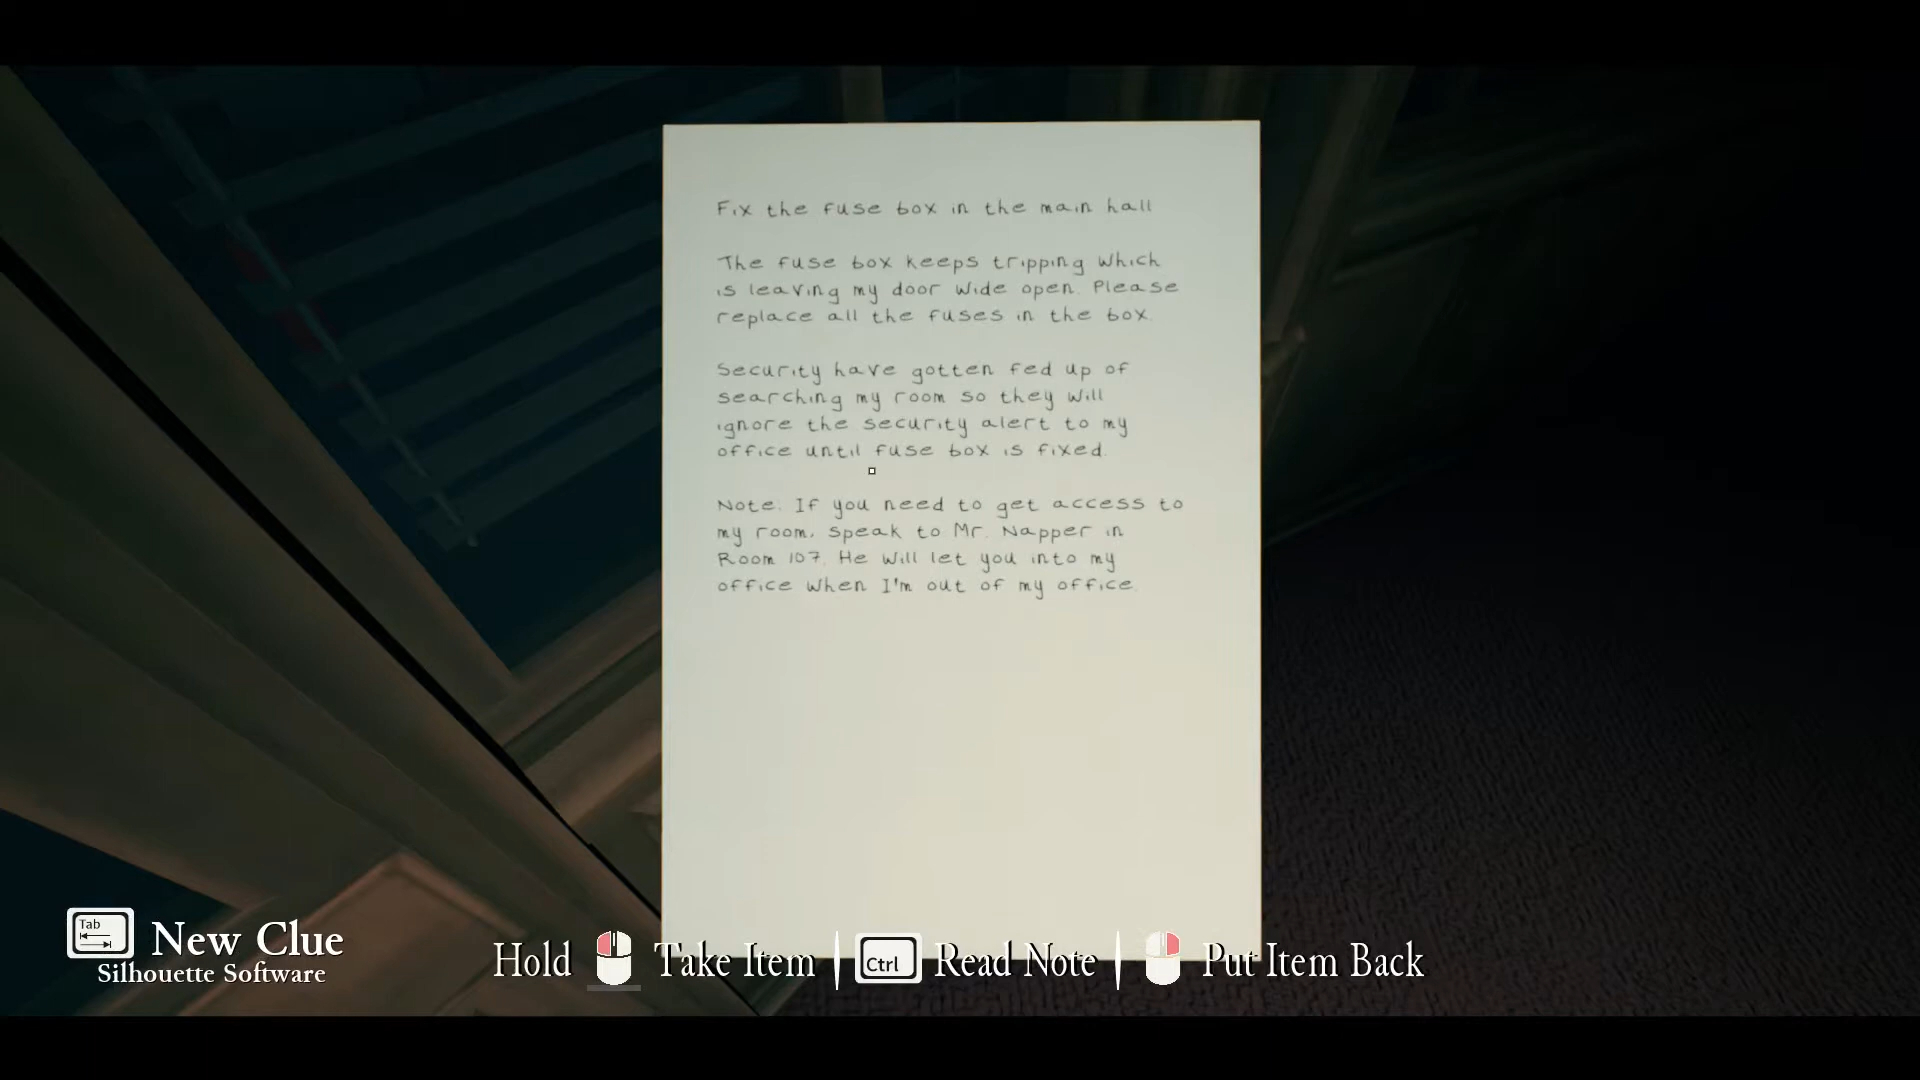 Fix the fuse box in the main hall
The fuse box keeps tripping which
is leaving my door wide open. Please
replace all the fuses in the box.
Security have gotten fed up of
searching my room so they will
ignore the security alert to my
office until fuse box is fixed.
Note. If you need to get access to
my room, speak to Mr. Napper in
Room 107. He will let you into my
office when I'm out of my office.
Tab New Clue
Silhouette Software
Hold Take Item Ctrl Read Note Put Item Back